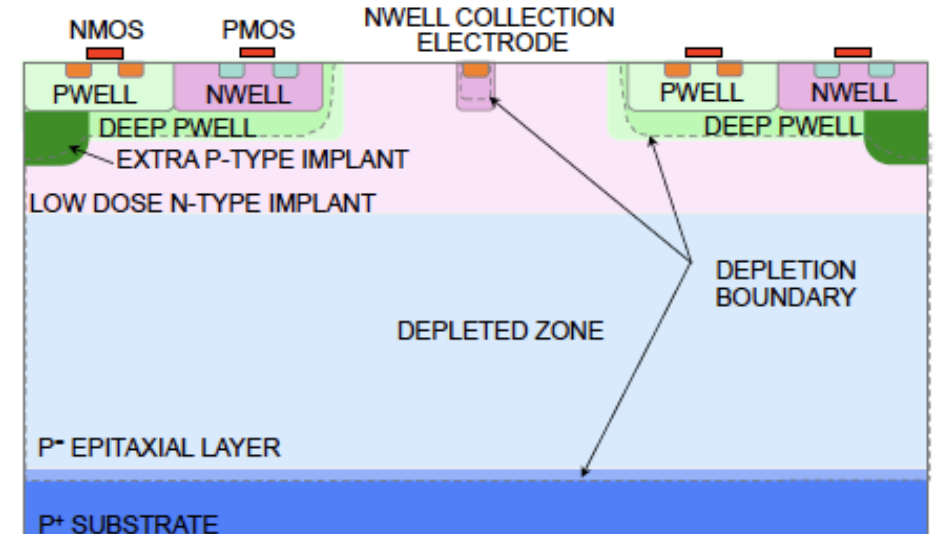 NMOS
PMOS
NWELL COLLECTION
ELECTRODE
PWELL
NWELL
PWELL
NWELL
DEEP PWELL
DEEP PWELL
EXTRA P-TYPE IMPLANT
LOW DOSE N-TYPE IMPLANT
DEPLETION
BOUNDARY
DEPLETED ZONE
P⁻ EPITAXIAL LAYER
P⁺ SUBSTRATE